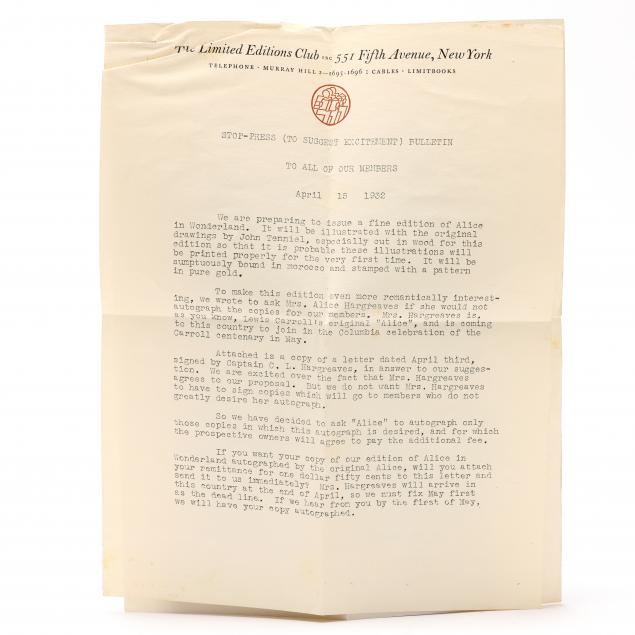 The Limited Editions Club INC 551 Fifth Avenue, New York
TELEPHONE · MURRAY HILL 2-1695-1696 : CABLES · LIMITBOOKS
STOP-PRESS (TO SUGGEST EXCITEMENT) BULLETIN
TO ALL OF OUR MEMBERS
April 15 1932
We are preparing to issue a fine edition of Alice
in Wonderland. It will be illustrated with the original
drawings by John Tenniel, especially cut in wood for this
edition so that it is probable these illustrations will
be printed properly for the very first time. It will be
sumptuously bound in morocco and stamped with a pattern
in pure gold.
To make this edition even more romantically interest-
ing, we wrote to ask Mrs. Alice Hargreaves if she would not
autograph the copies for our members. Mrs. Hargreaves is,
as you know, Lewis Carroll's original "Alice", and is coming
to this country to join in the Columbia celebration of the
Carroll centenary in May.
Attached is a copy of a letter dated April third,
signed by Captain C. L. Hargreaves, in answer to our sugges-
tion. We are excited over the fact that Mrs. Hargreaves
agrees to our proposal. But we do not want Mrs. Hargreaves
to have to sign copies which will go to members who do not
greatly desire her autograph.
So we have decided to ask "Alice" to autograph only
those copies in which this autograph is desired, and for which
the prospective owners will agree to pay the additional fee.
If you want your copy of our edition of Alice in
Wonderland autographed by the original Alice, will you attach
your remittance for one dollar fifty cents to this letter and
send it to us immediately? Mrs. Hargreaves will arrive in
this country at the end of April, so we must fix May first
as the dead line. If we hear from you by the first of May,
we will have your copy autographed.